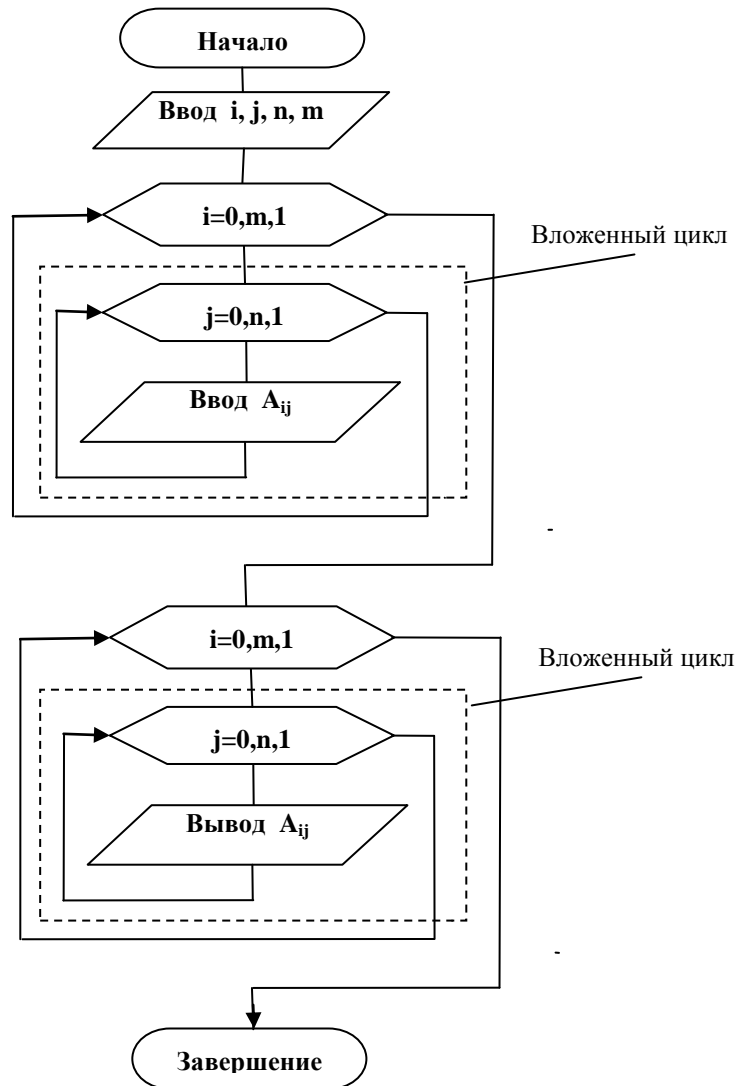 Начало
Ввод i, j, n, m
i=0,m,1
Вложенный цикл
j=0,n,1
Ввод Aij
-
i=0,m,1
Вложенный цикл
j=0,n,1
Вывод Aij
-
Завершение